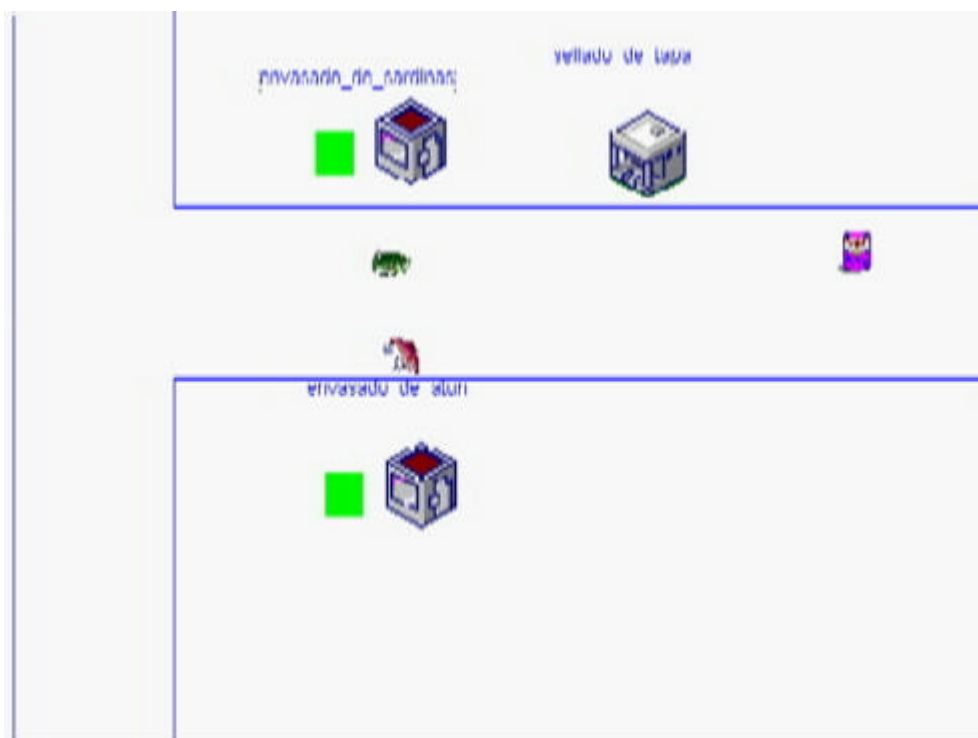 envasado_de_sardinas
sellado de tapa
envasado de atun